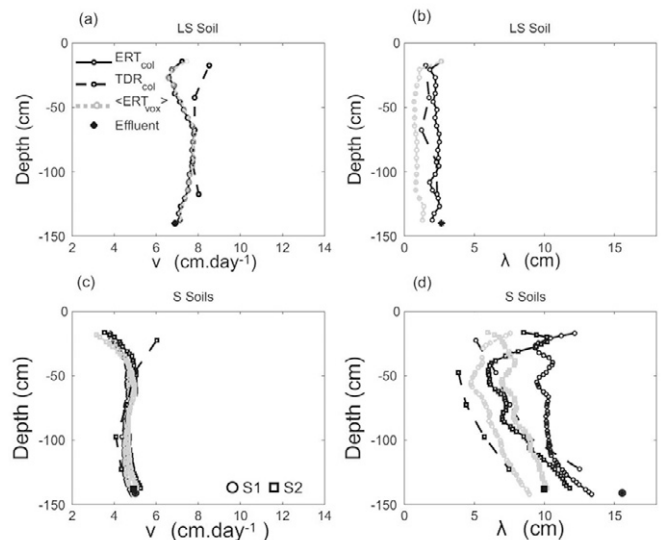 (a)
LS Soil
0
-50
-100
-150
Depth (cm)
2 4 6 8 10 12 14
v (cm.day⁻¹)
ERT_col
TDR_col
<ERT_vox>
Effluent
(b)
LS Soil
0
-50
-100
-150
Depth (cm)
0 5 10 15
λ (cm)
(c)
S Soils
0
-50
-100
-150
Depth (cm)
2 4 6 8 10 12 14
v (cm.day⁻¹)
S1 S2
(d)
S Soils
0
-50
-100
-150
Depth (cm)
0 5 10 15
λ (cm)